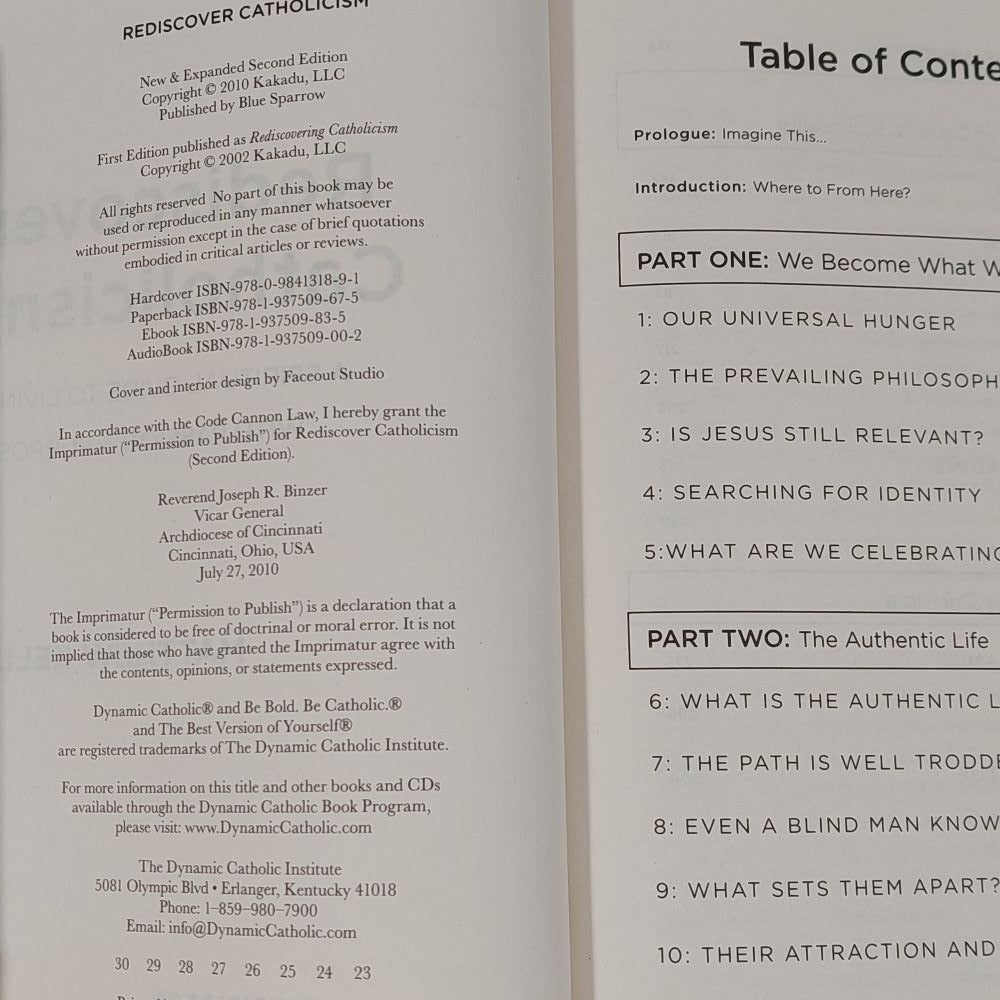 REDISCOVER CATHOLICISM
New & Expanded Second Edition
Copyright © 2010 Kakadu, LLC
Published by Blue Sparrow
First Edition published as Rediscovering Catholicism
Copyright © 2002 Kakadu, LLC
All rights reserved No part of this book may be
used or reproduced in any manner whatsoever
without permission except in the case of brief quotations
embodied in critical articles or reviews.
Hardcover ISBN-978-0-9841318-9-1
Paperback ISBN-978-1-937509-67-5
Ebook ISBN-978-1-937509-83-5
AudioBook ISBN-978-1-937509-00-2
Cover and interior design by Faceout Studio
In accordance with the Code Cannon Law, I hereby grant the
Imprimatur (“Permission to Publish”) for Rediscover Catholicism
(Second Edition).
Reverend Joseph R. Binzer
Vicar General
Archdiocese of Cincinnati
Cincinnati, Ohio, USA
July 27, 2010
The Imprimatur (“Permission to Publish”) is a declaration that a
book is considered to be free of doctrinal or moral error. It is not
implied that those who have granted the Imprimatur agree with
the contents, opinions, or statements expressed.
Dynamic Catholic® and Be Bold. Be Catholic.®
and The Best Version of Yourself®
are registered trademarks of The Dynamic Catholic Institute.
For more information on this title and other books and CDs
available through the Dynamic Catholic Book Program,
please visit: www.DynamicCatholic.com
The Dynamic Catholic Institute
5081 Olympic Blvd • Erlanger, Kentucky 41018
Phone: 1–859–980–7900
Email: info@DynamicCatholic.com
30 29 28 27 26 25 24 23
Table of Conte
Prologue: Imagine This...
Introduction: Where to From Here?
PART ONE: We Become What W
1: OUR UNIVERSAL HUNGER
2: THE PREVAILING PHILOSOPH
3: IS JESUS STILL RELEVANT?
4: SEARCHING FOR IDENTITY
5:WHAT ARE WE CELEBRATING
PART TWO: The Authentic Life
6: WHAT IS THE AUTHENTIC L
7: THE PATH IS WELL TRODDE
8: EVEN A BLIND MAN KNOW
9: WHAT SETS THEM APART?
10: THEIR ATTRACTION AND